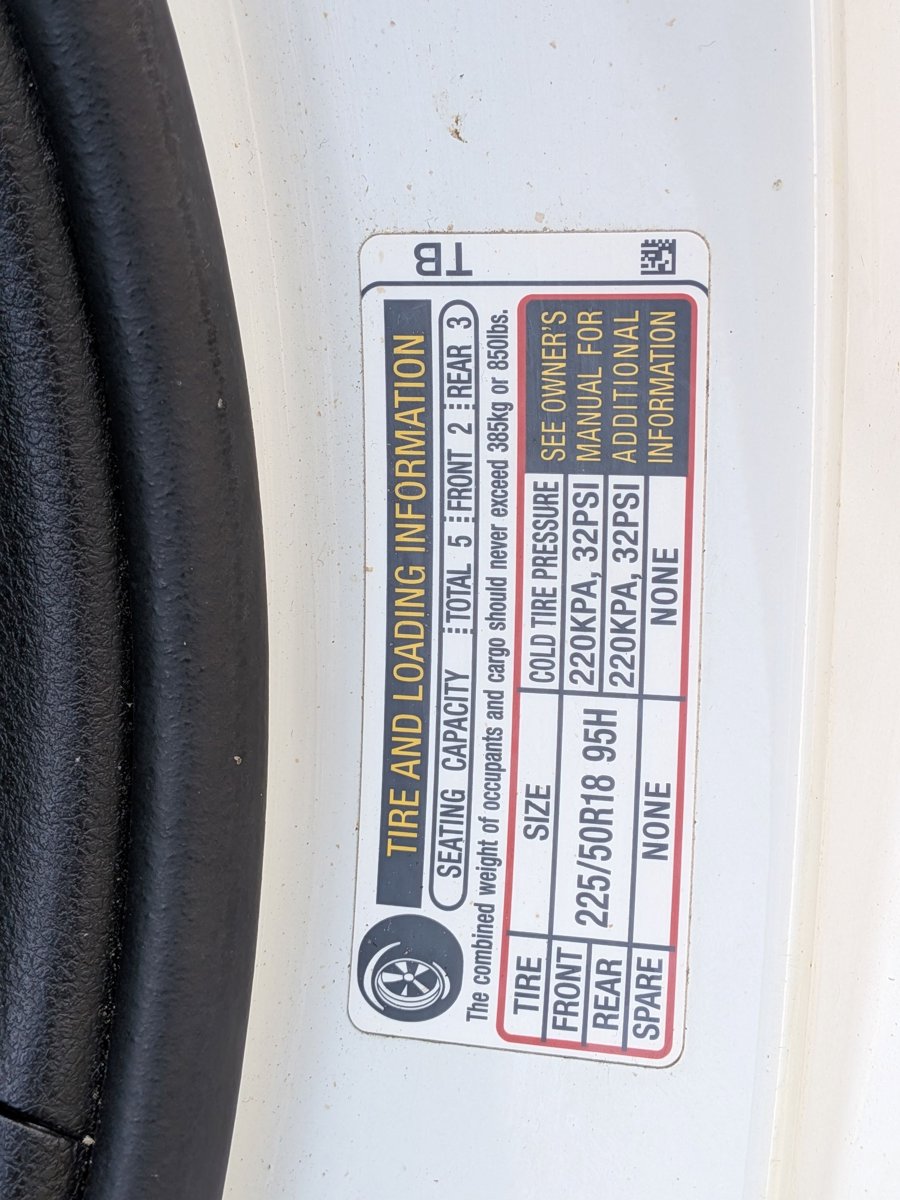 TIRE AND LOADING INFORMATION
SEATING CAPACITY TOTAL 5 FRONT 2 REAR 3
The combined weight of occupants and cargo should never exceed 385kg or 850lbs.
TIRE SIZE COLD TIRE PRESSURE
FRONT 225/50R18 95H 220KPA, 32PSI
REAR 220KPA, 32PSI
SPARE NONE NONE
SEE OWNER'S
MANUAL FOR
ADDITIONAL
INFORMATION
TB